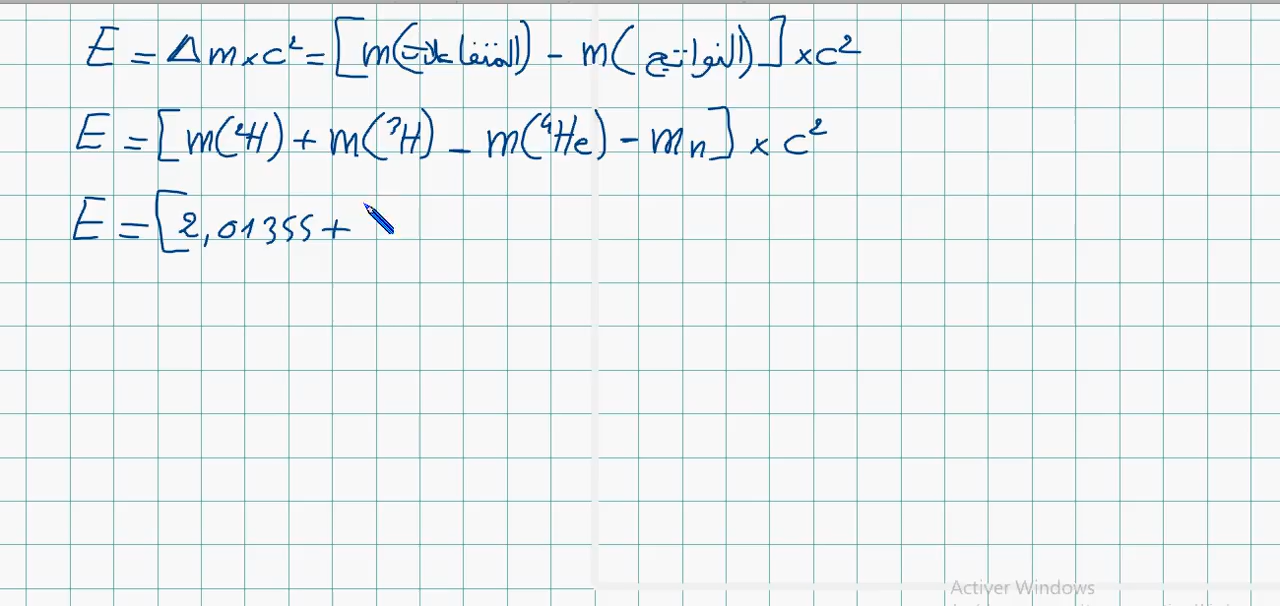 E = Δm×c² = [m(المتفاعلات) - m(النواتج)]×c²
E = [m(²H) + m(³H) - m(⁴He) - mn] × c²
E = [2,01355 +
Activer Windows